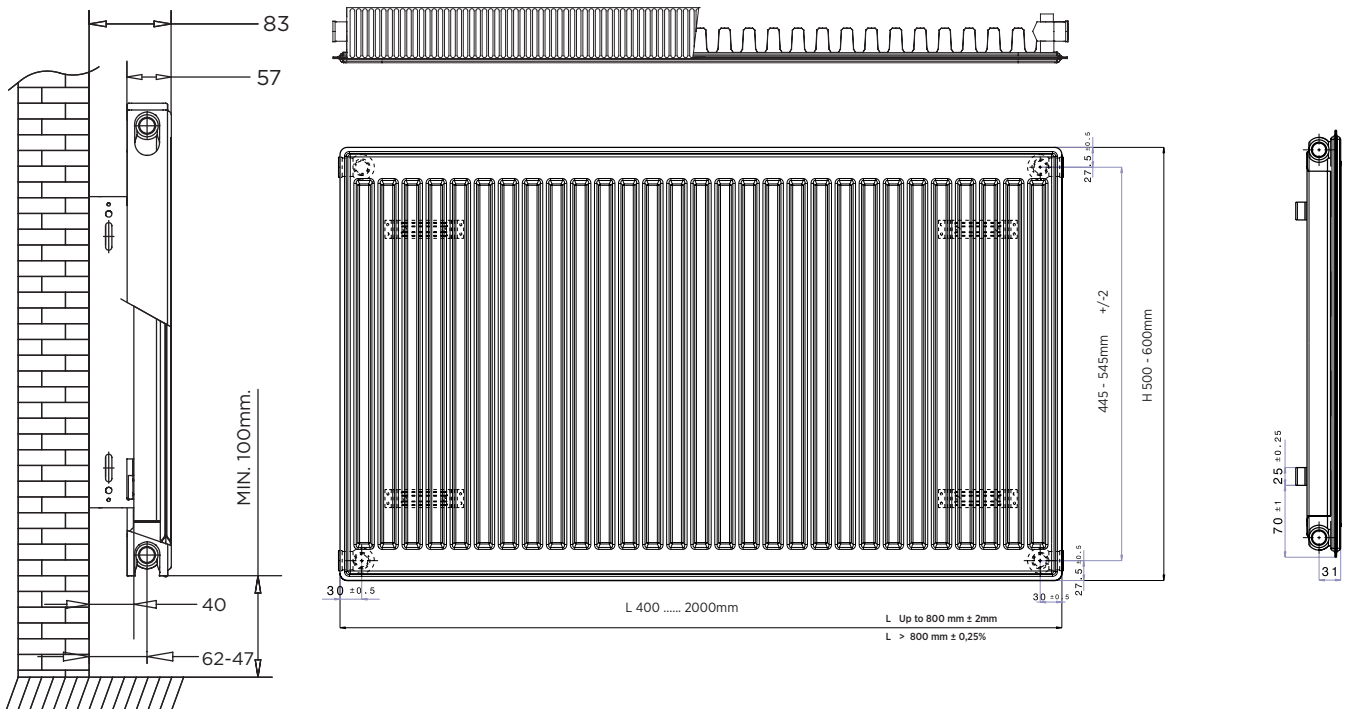 83
57
MIN. 100mm.
40
62-47
27.5 ±0.5
445 - 545mm +/-2
H 500 - 600mm
27.5 ±0.5
30 ±0.5
30 ±0.5
L 400 ...... 2000mm
L Up to 800 mm ± 2mm
L > 800 mm ± 0,25%
25 ±0.25
70 ±1
31